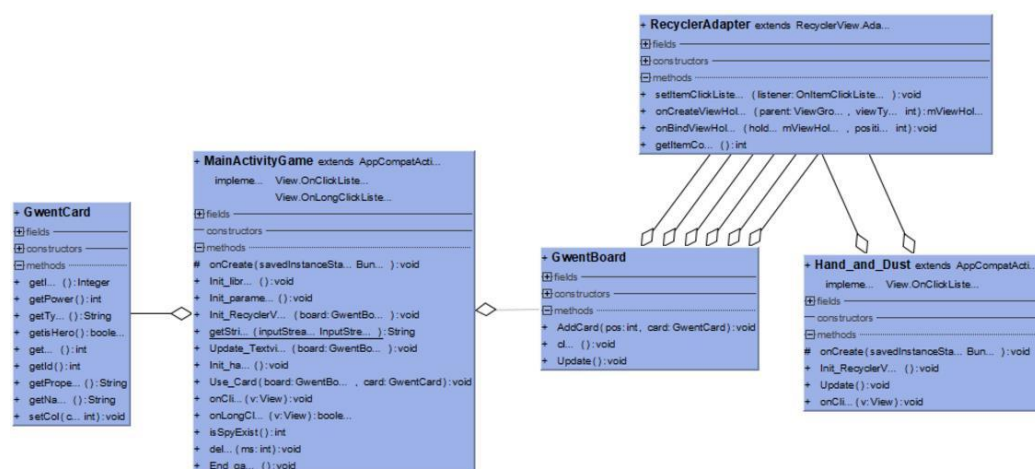 + GwentCard
fields
constructors
methods
+ getI... ():Integer
+ getPower():int
+ getTy... ():String
+ getisHero():boole...
+ get... ():int
+ getId():int
+ getPrope... ():String
+ getNa... ():String
+ setCol(c... int):void
+ MainActivityGame extends AppCompatActi...
impleme... View.OnClickListe...
View.OnLongClickListe...
fields
constructors
methods
# onCreate(savedInstanceSta... Bun... ):void
+ Init_libr... ():void
+ Init_parame... ():void
+ Init_RecyclerV... (board:GwentBo... ):void
+ getStri... (inputStrea... InputStre... ):String
+ Update_Textvi... (board:GwentBo... ):void
+ Init_ha... ():void
+ Use_Card(board:GwentBo... , card:GwentCard):void
+ onCli... (v:View):void
+ onLongCl... (v:View):boole...
+ isSpyExist():int
+ del... (ms:int):void
+ End_ga... ():void
+ RecyclerAdapter extends RecyclerView.Ada...
fields
constructors
methods
+ setItemClickListe... (listener:OnItemClickListe... ):void
+ onCreateViewHol... (parent:ViewGro... , viewTy... int):mViewHol...
+ onBindViewHol... (hold... mViewHol... , positi... int):void
+ getItemCo... ():int
+ GwentBoard
fields
constructors
methods
+ AddCard(pos:int, card:GwentCard):void
+ cl... ():void
+ Update():void
+ Hand_and_Dust extends AppCompatActi...
impleme... View.OnClickListe...
fields
constructors
methods
# onCreate(savedInstanceSta... Bun... ):void
+ Init_RecyclerV... ():void
+ Update():void
+ onCli... (v:View):void